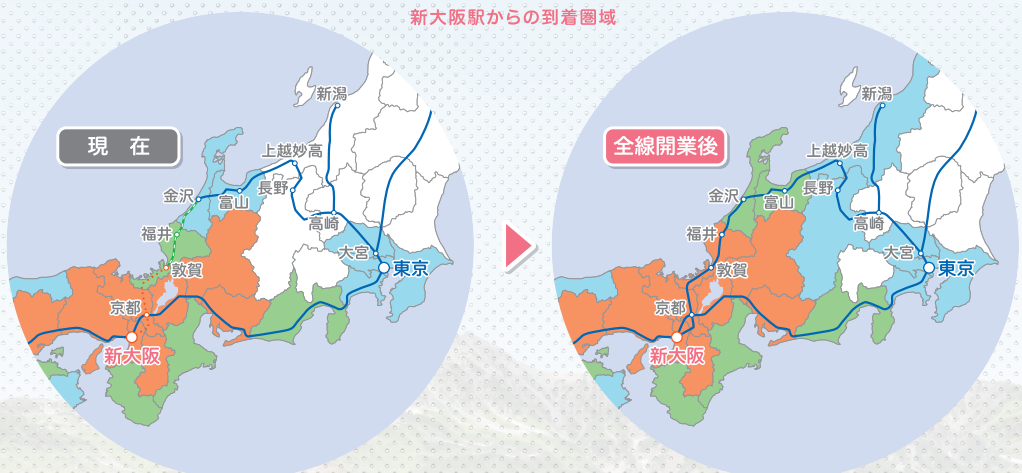 新大阪駅からの到着圏域
現 在
新潟
上越妙高
金沢
富山
長野
高崎
福井
大宮
東京
敦賀
京都
新大阪
全線開業後
新潟
上越妙高
金沢
富山
長野
高崎
福井
大宮
東京
敦賀
京都
新大阪